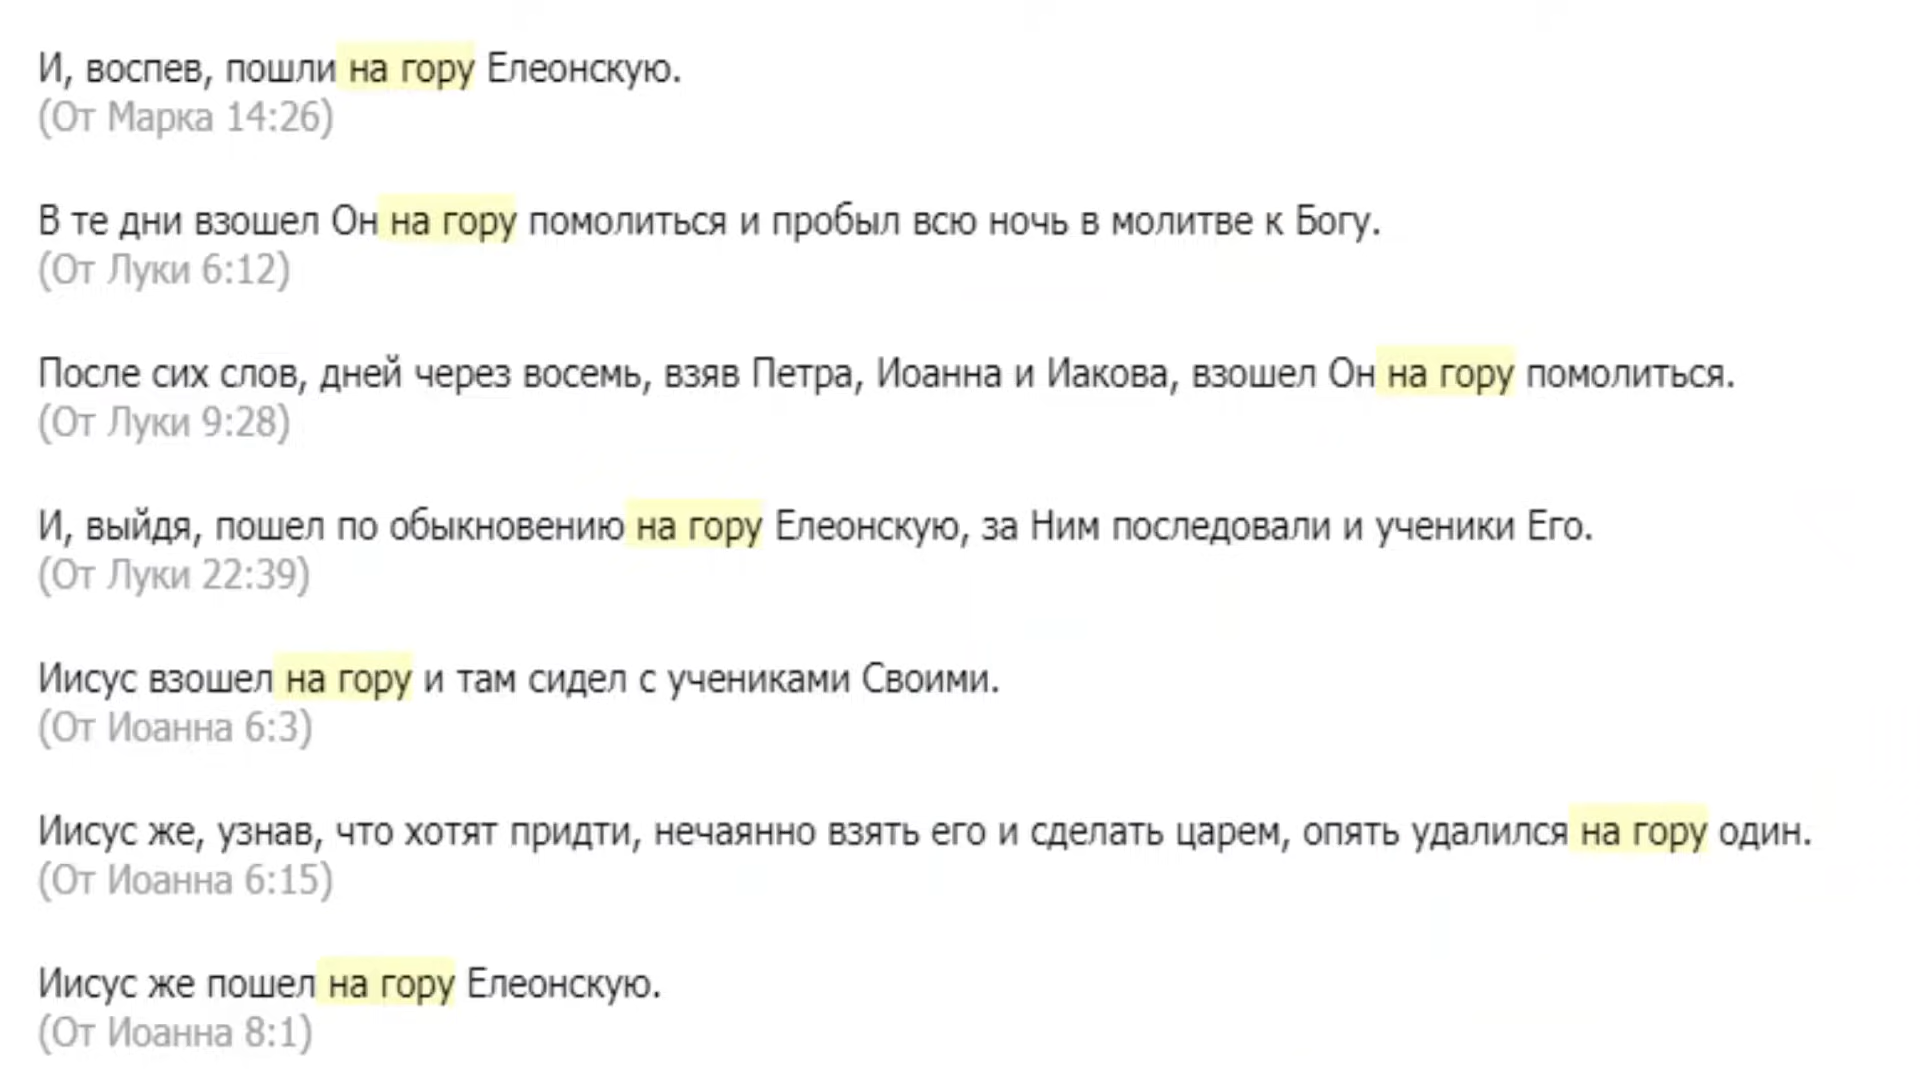 И, воспев, пошли на гору Елеонскую.
(От Марка 14:26)
В те дни взошел Он на гору помолиться и пробыл всю ночь в молитве к Богу.
(От Луки 6:12)
После сих слов, дней через восемь, взяв Петра, Иоанна и Иакова, взошел Он на гору помолиться.
(От Луки 9:28)
И, выйдя, пошел по обыкновению на гору Елеонскую, за Ним последовали и ученики Его.
(От Луки 22:39)
Иисус взошел на гору и там сидел с учениками Своими.
(От Иоанна 6:3)
Иисус же, узнав, что хотят придти, нечаянно взять его и сделать царем, опять удалился на гору один.
(От Иоанна 6:15)
Иисус же пошел на гору Елеонскую.
(От Иоанна 8:1)